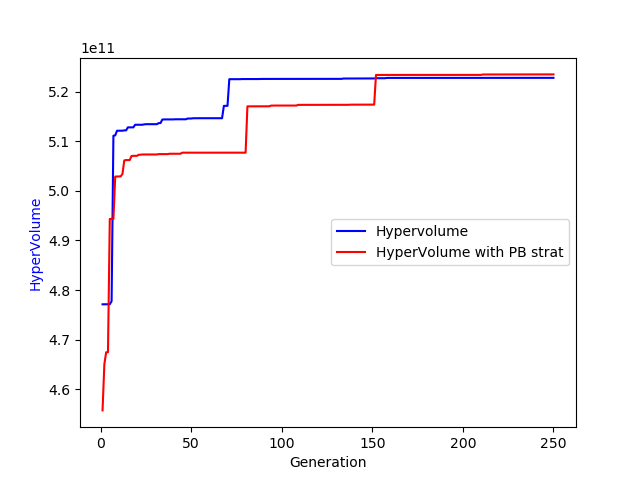 1e11
5.2
5.1
5.0
4.9
4.8
4.7
4.6
HyperVolume
Hypervolume
HyperVolume with PB strat
0 50 100 150 200 250
Generation